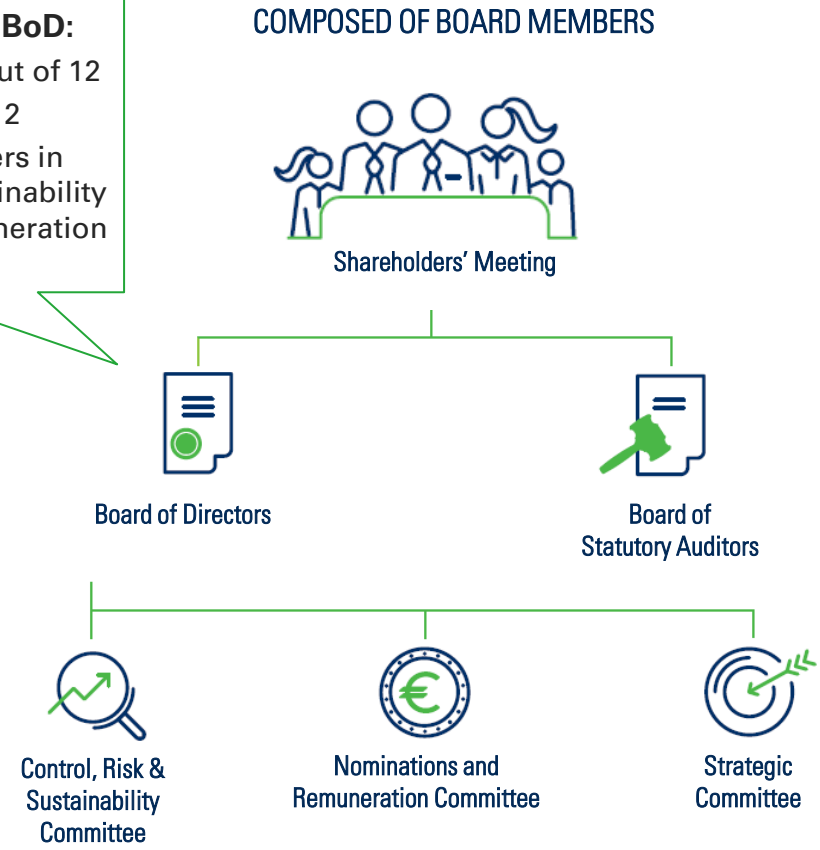 BoD:
ut of 12
2
ers in
inability
neration
COMPOSED OF BOARD MEMBERS
Shareholders' Meeting
Board of Directors
Board of
Statutory Auditors
Control, Risk &
Sustainability
Committee
Nominations and
Remuneration Committee
Strategic
Committee